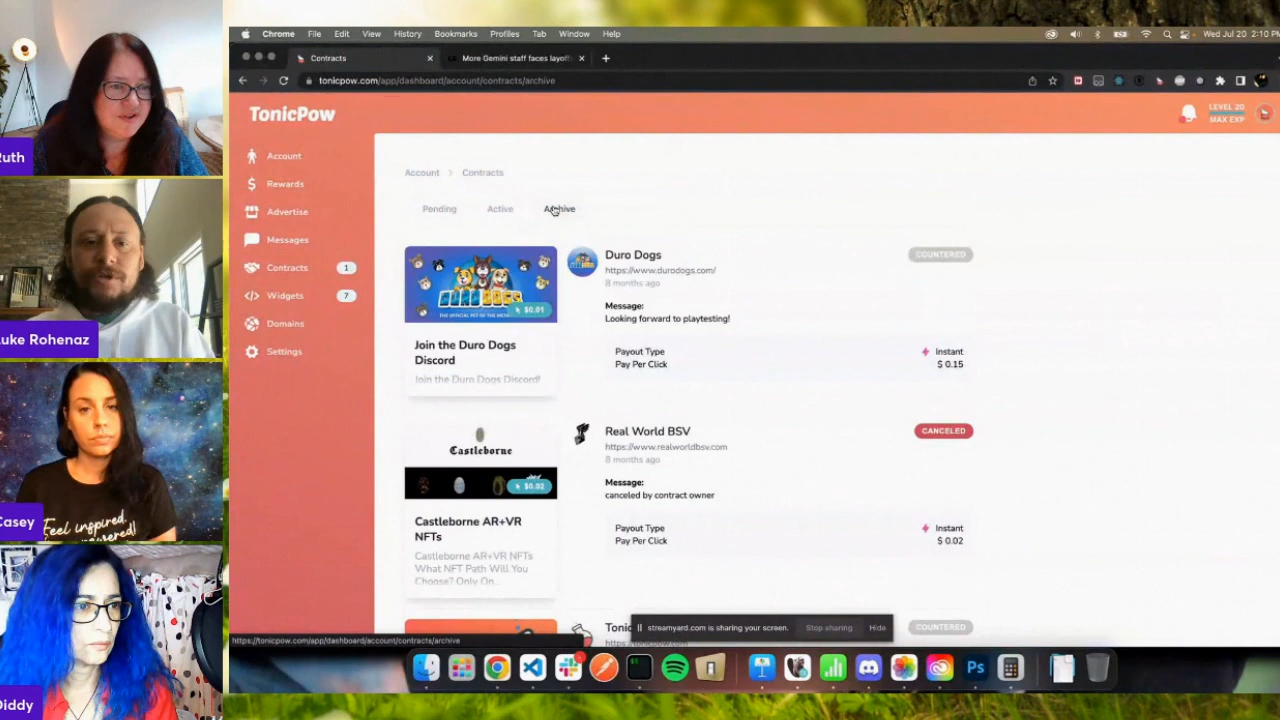 Ruth
Luke Rohenaz
Casey
Diddy
Feel inspired.
Chrome File Edit View History Bookmarks Profiles Tab Window Help
Wed Jul 20 2:10 PM
Contracts
More Gemini staff faces layoff
tonicpow.com/app/dashboard/account/contracts/archive
TonicPow
LEVEL 20
MAX EXP
Account
Rewards
Advertise
Messages
Contracts 1
Widgets 7
Domains
Settings
Account > Contracts
Pending Active Archive
DURO DOGS
$0.01
Join the Duro Dogs
Discord
Join the Duro Dogs Discord!
Duro Dogs
https://www.durodogs.com/
8 months ago
COUNTERED
Message:
Looking forward to playtesting!
Payout Type Instant
Pay Per Click $ 0.15
Castleborne
$0.02
Castleborne AR+VR
NFTs
Castleborne AR+VR NFTs
What NFT Path Will You
Choose? Only On...
Real World BSV
https://www.realworldbsv.com
8 months ago
CANCELED
Message:
canceled by contract owner
Payout Type Instant
Pay Per Click $ 0.02
Tonic
https://tonicpow.com
COUNTERED
streamyard.com is sharing your screen. Stop sharing Hide
https://tonicpow.com/app/dashboard/account/contracts/archive
Ps